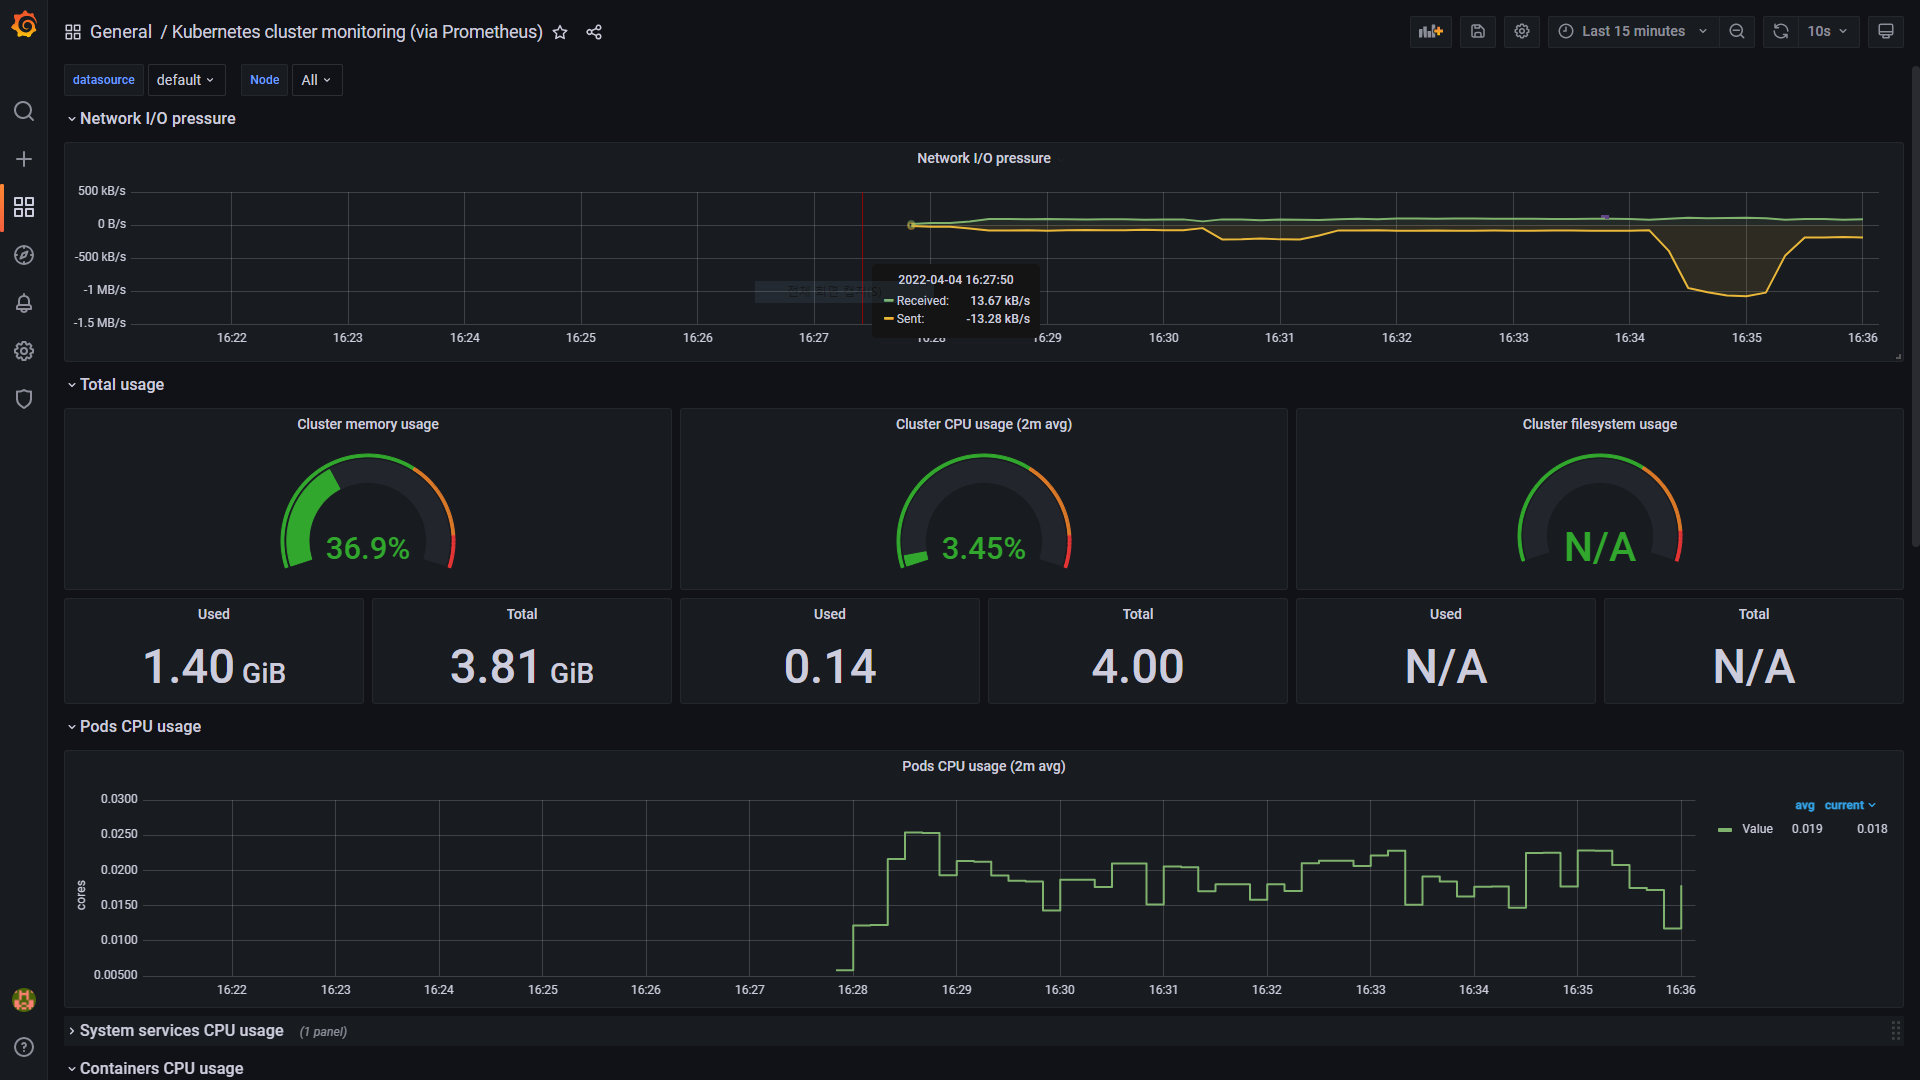 General / Kubernetes cluster monitoring (via Prometheus)
Last 15 minutes
10s
datasource default Node All
Network I/O pressure
Network I/O pressure
500 kB/s
0 B/s
-500 kB/s
-1 MB/s
-1.5 MB/s
2022-04-04 16:27:50
Received: 13.67 kB/s
Sent: -13.28 kB/s
16:22 16:23 16:24 16:25 16:26 16:27 16:28 16:29 16:30 16:31 16:32 16:33 16:34 16:35 16:36
Total usage
Cluster memory usage
36.9%
Cluster CPU usage (2m avg)
3.45%
Cluster filesystem usage
N/A
Used
1.40 GiB
Total
3.81 GiB
Used
0.14
Total
4.00
Used
N/A
Total
N/A
Pods CPU usage
Pods CPU usage (2m avg)
cores
0.0300
0.0250
0.0200
0.0150
0.0100
0.00500
16:22 16:23 16:24 16:25 16:26 16:27 16:28 16:29 16:30 16:31 16:32 16:33 16:34 16:35 16:36
avg current
Value 0.019 0.018
System services CPU usage (1 panel)
Containers CPU usage